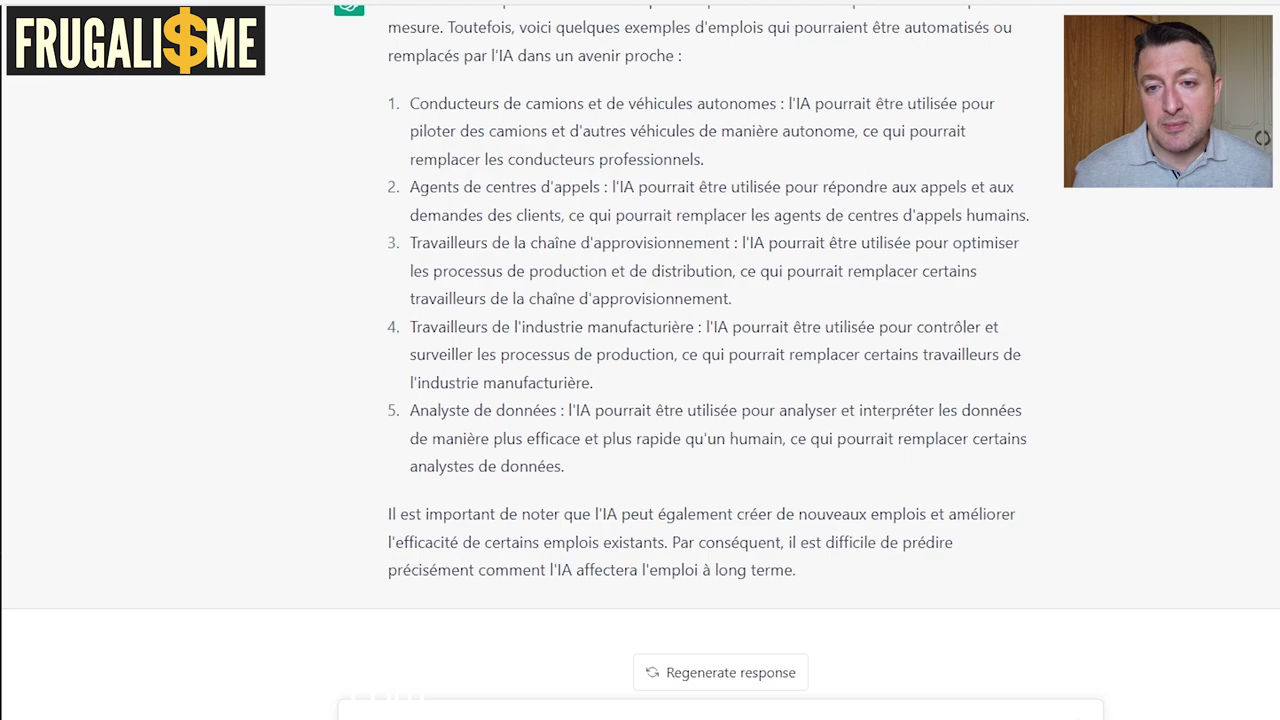 FRUGALI$ME
mesure. Toutefois, voici quelques exemples d'emplois qui pourraient être automatisés ou
remplacés par l'IA dans un avenir proche :
1. Conducteurs de camions et de véhicules autonomes : l'IA pourrait être utilisée pour
piloter des camions et d'autres véhicules de manière autonome, ce qui pourrait
remplacer les conducteurs professionnels.
2. Agents de centres d'appels : l'IA pourrait être utilisée pour répondre aux appels et aux
demandes des clients, ce qui pourrait remplacer les agents de centres d'appels humains.
3. Travailleurs de la chaîne d'approvisionnement : l'IA pourrait être utilisée pour optimiser
les processus de production et de distribution, ce qui pourrait remplacer certains
travailleurs de la chaîne d'approvisionnement.
4. Travailleurs de l'industrie manufacturière : l'IA pourrait être utilisée pour contrôler et
surveiller les processus de production, ce qui pourrait remplacer certains travailleurs de
l'industrie manufacturière.
5. Analyste de données : l'IA pourrait être utilisée pour analyser et interpréter les données
de manière plus efficace et plus rapide qu'un humain, ce qui pourrait remplacer certains
analystes de données.
Il est important de noter que l'IA peut également créer de nouveaux emplois et améliorer
l'efficacité de certains emplois existants. Par conséquent, il est difficile de prédire
précisément comment l'IA affectera l'emploi à long terme.
Regenerate response